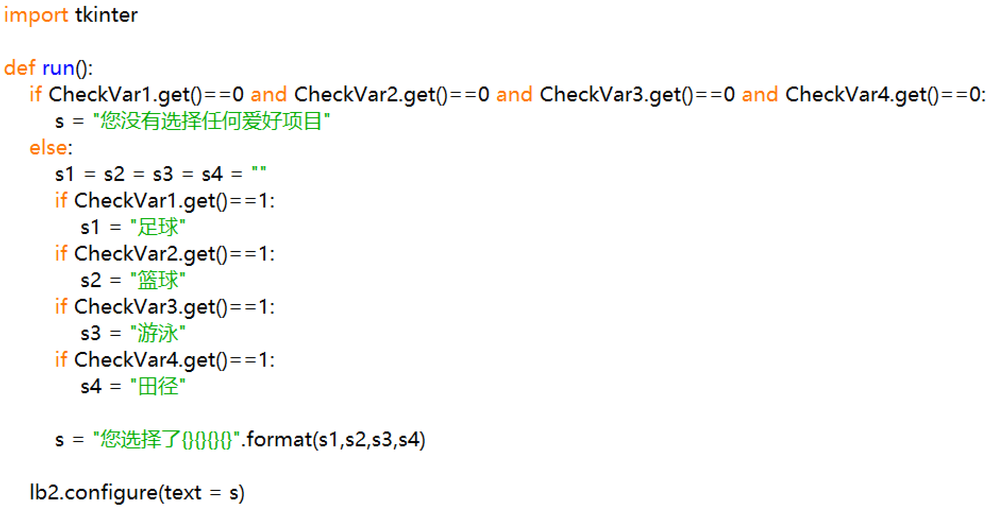 import tkinter
def run():
if CheckVar1.get()==0 and CheckVar2.get()==0 and CheckVar3.get()==0 and CheckVar4.get()==0:
s = "您没有选择任何爱好项目"
else:
s1 = s2 = s3 = s4 = ""
if CheckVar1.get()==1:
s1 = "足球"
if CheckVar2.get()==1:
s2 = "篮球"
if CheckVar3.get()==1:
s3 = "游泳"
if CheckVar4.get()==1:
s4 = "田径"
s = "您选择了{}{}{}{}".format(s1,s2,s3,s4)
lb2.configure(text = s)